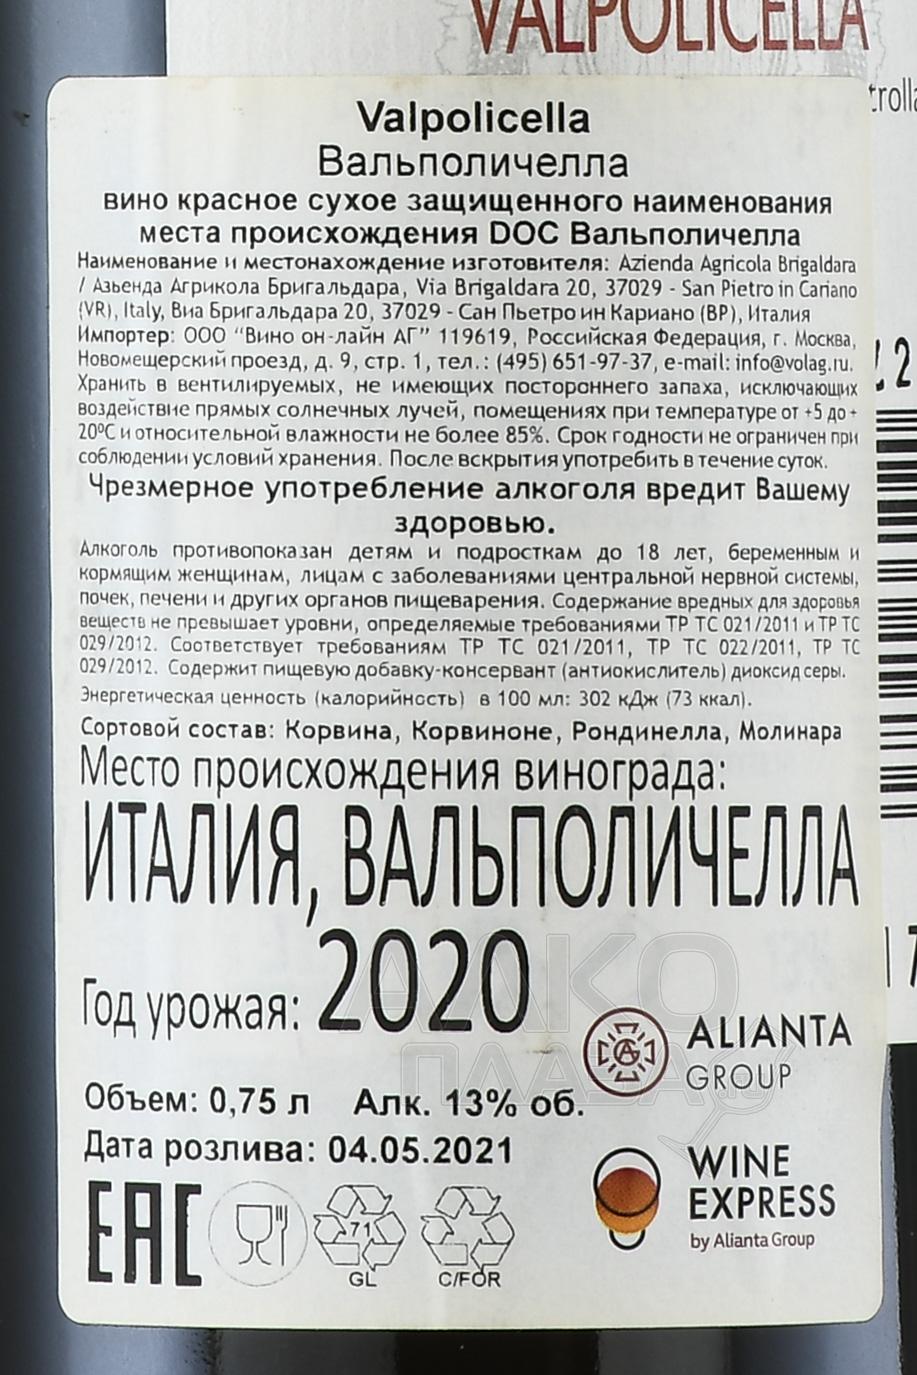 VALPOLICELLA
Valpolicella
Вальполичелла
вино красное сухое защищенного наименования
места происхождения DOC Вальполичелла
Наименование и местонахождение изготовителя: Azienda Agricola Brigaldara
/ Азьенда Агрикола Бригальдара, Via Brigaldara 20, 37029 - San Pietro in Cariano
(VR), Italy, Виа Бригальдара 20, 37029 - Сан Пьетро ин Кариано (ВР), Италия
Импортер: ООО "Вино он-лайн АГ" 119619, Российская Федерация, г. Москва,
Новомещерский проезд, д. 9, стр. 1, тел.: (495) 651-97-37, e-mail: info@volag.ru.
Хранить в вентилируемых, не имеющих постороннего запаха, исключающих
воздействие прямых солнечных лучей, помещениях при температуре от +5 до +
20ºС и относительной влажности не более 85%. Срок годности не ограничен при
соблюдении условий хранения. После вскрытия употребить в течение суток.
Чрезмерное употребление алкоголя вредит Вашему
здоровью.
Алкоголь противопоказан детям и подросткам до 18 лет, беременным и
кормящим женщинам, лицам с заболеваниями центральной нервной системы,
почек, печени и других органов пищеварения. Содержание вредных для здоровья
веществ не превышает уровни, определяемые требованиями ТР ТС 021/2011 и ТР ТС
029/2012. Соответствует требованиям ТР ТС 021/2011, ТР ТС 022/2011, ТР ТС
029/2012. Содержит пищевую добавку-консервант (антиокислитель) диоксид серы.
Энергетическая ценность (калорийность) в 100 мл: 302 кДж (73 ккал).
Сортовой состав: Корвина, Корвиноне, Рондинелла, Молинара
Место происхождения винограда:
ИТАЛИЯ, ВАЛЬПОЛИЧЕЛЛА
Год урожая: 2020
ALIANTA
GROUP
Объем: 0,75 л Алк. 13% об.
Дата розлива: 04.05.2021
WINE
EXPRESS
by Alianta Group
EAC
71
GL
C/FOR
АЛКО
ПЛАЗА.ru